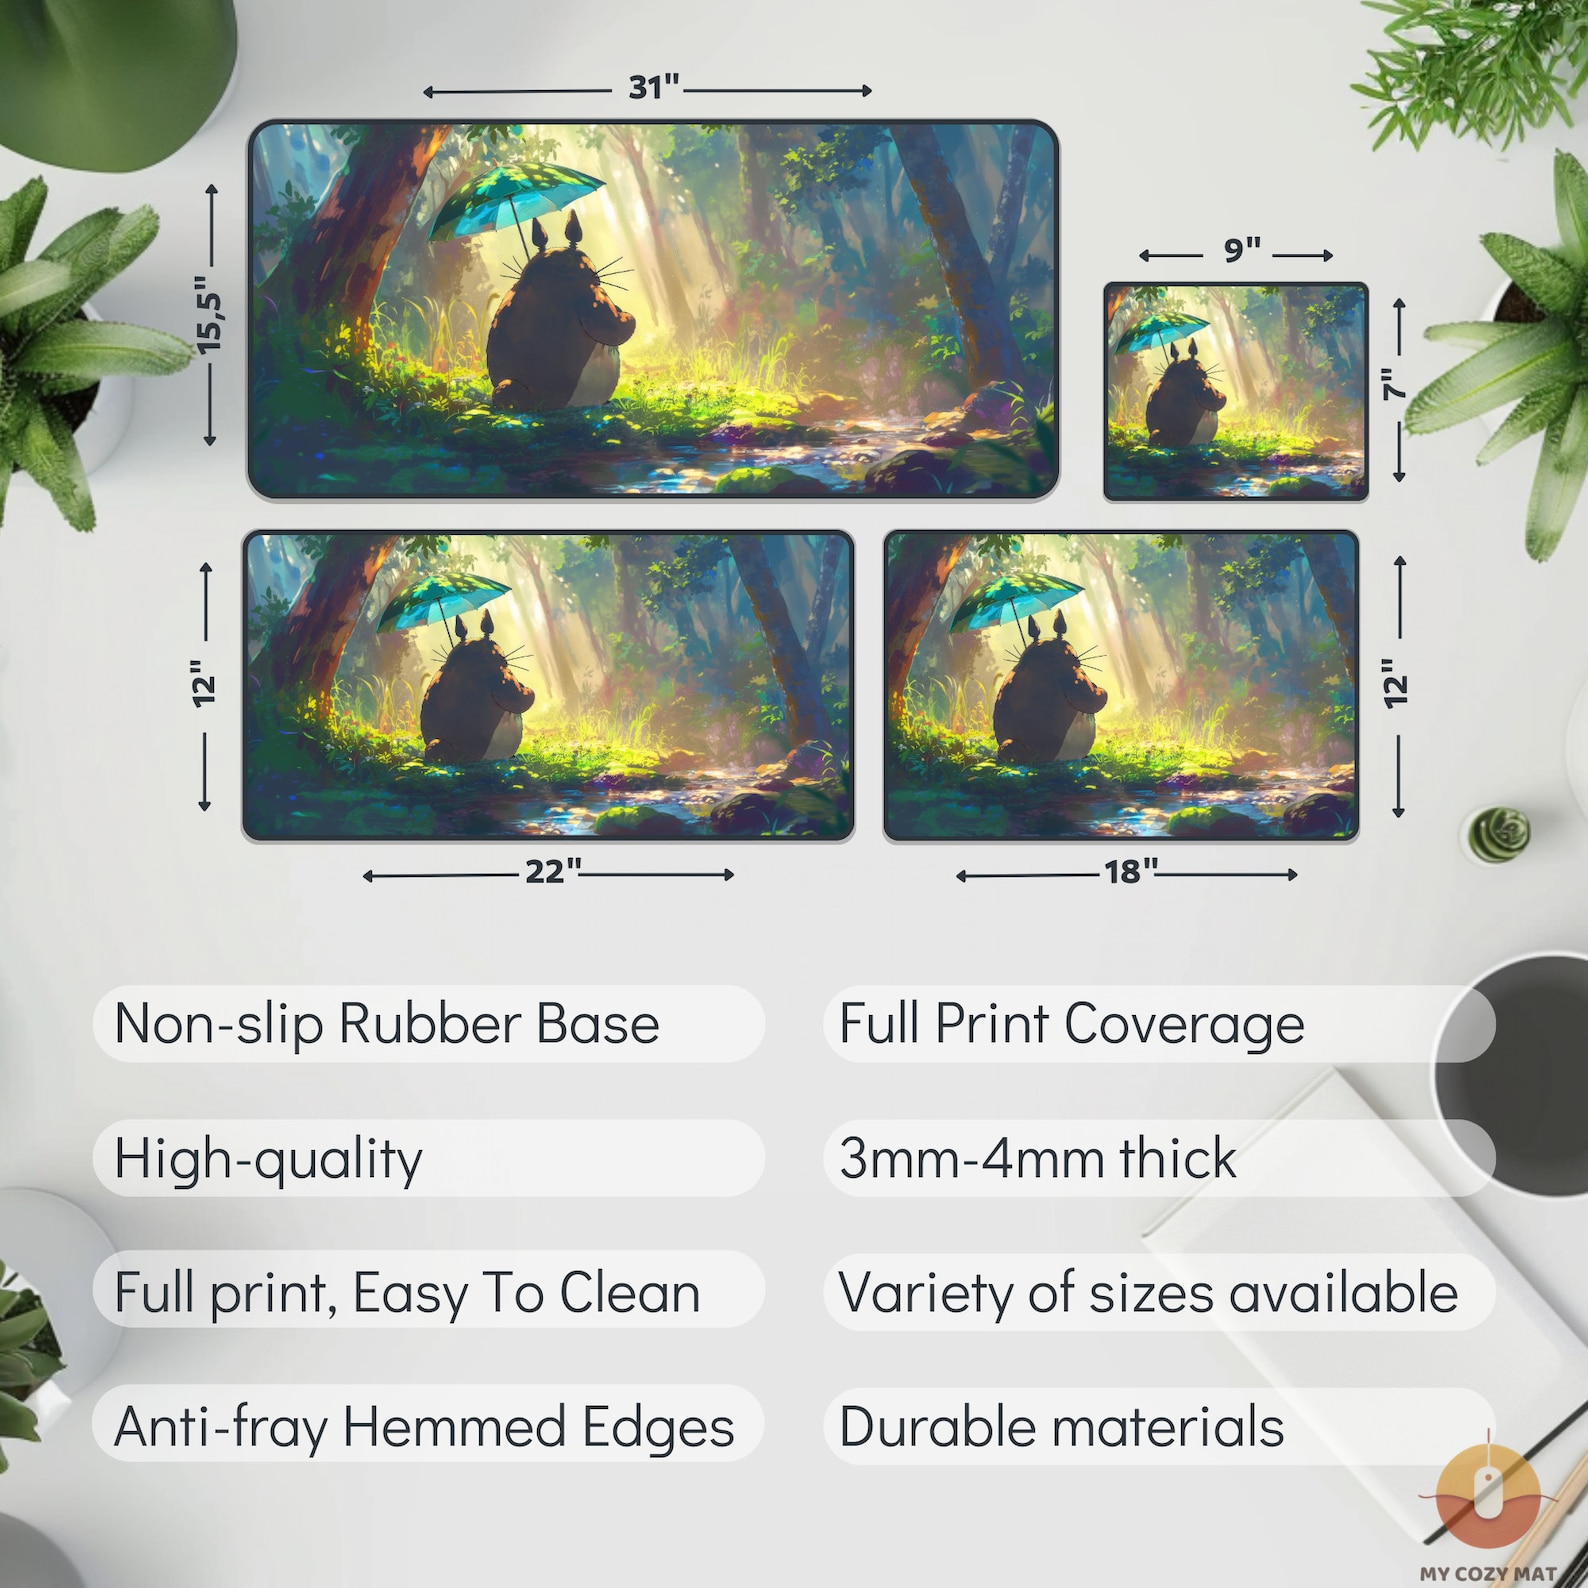 31"
15,5"
9"
7"
12"
12"
22"
18"
Non-slip Rubber Base
Full Print Coverage
High-quality
3mm-4mm thick
Full print, Easy To Clean
Variety of sizes available
Anti-fray Hemmed Edges
Durable materials
MY COZY MAT